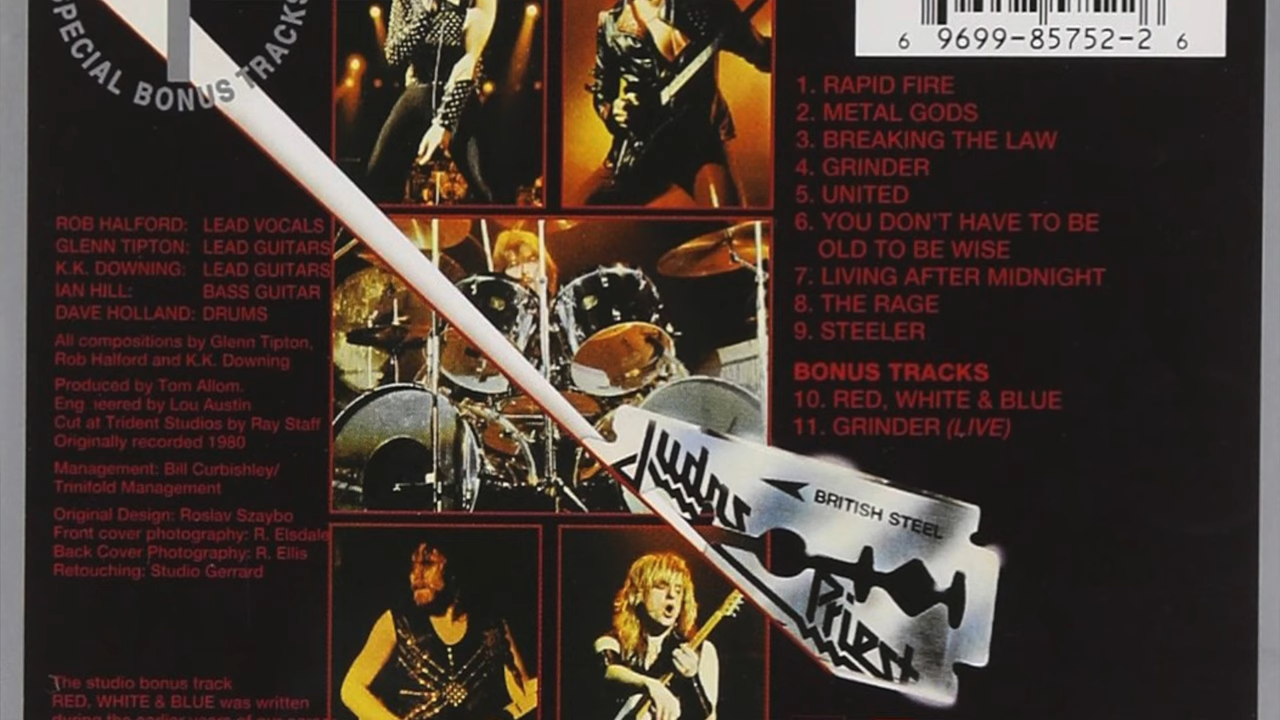 SPECIAL BONUS TRACKS
6 9699-85752-2 6
1. RAPID FIRE
2. METAL GODS
3. BREAKING THE LAW
4. GRINDER
5. UNITED
6. YOU DON'T HAVE TO BE
OLD TO BE WISE
7. LIVING AFTER MIDNIGHT
8. THE RAGE
9. STEELER
BONUS TRACKS
10. RED, WHITE & BLUE
11. GRINDER (LIVE)
ROB HALFORD: LEAD VOCALS
GLENN TIPTON: LEAD GUITARS
K.K. DOWNING: LEAD GUITARS
IAN HILL: BASS GUITAR
DAVE HOLLAND: DRUMS
All compositions by Glenn Tipton,
Rob Halford and K.K. Downing
Produced by Tom Allom.
Eng ieered by Lou Austin
Cut at Trident Studios by Ray Staff
Originally recorded 1980
Management: Bill Curbishley/
Trinifold Management
Original Design: Roslav Szaybo
Front cover photography: R. Elsdale
Back Cover Photography: R. Ellis
Retouching: Studio Gerrard
The studio bonus track
RED, WHITE & BLUE was written
during the earlier years of our
Judas
BRITISH STEEL
Priest